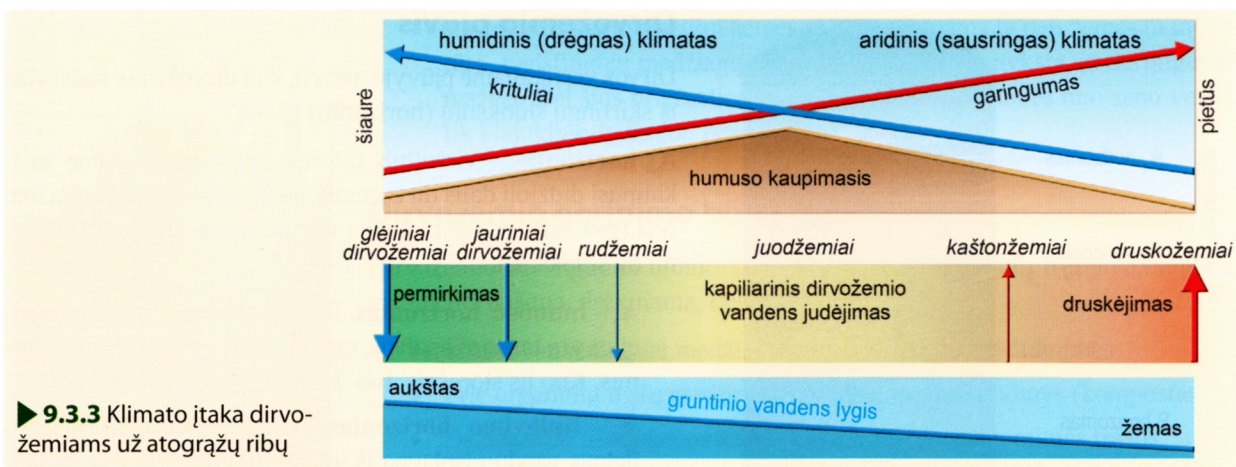 humidinis (drėgnas) klimatas
aridinis (sausringas) klimatas
krituliai
garingumas
šiaurė
pietūs
humuso kaupimasis
glėjiniai
dirvožemiai
jauriniai
dirvožemiai
rudžemiai
juodžemiai
kaštonžemiai
druskožemiai
permirkimas
kapiliarinis dirvožemio
vandens judėjimas
druskėjimas
aukštas
gruntinio vandens lygis
žemas
9.3.3 Klimato įtaka dirvo-
žemiams už atogrąžų ribų